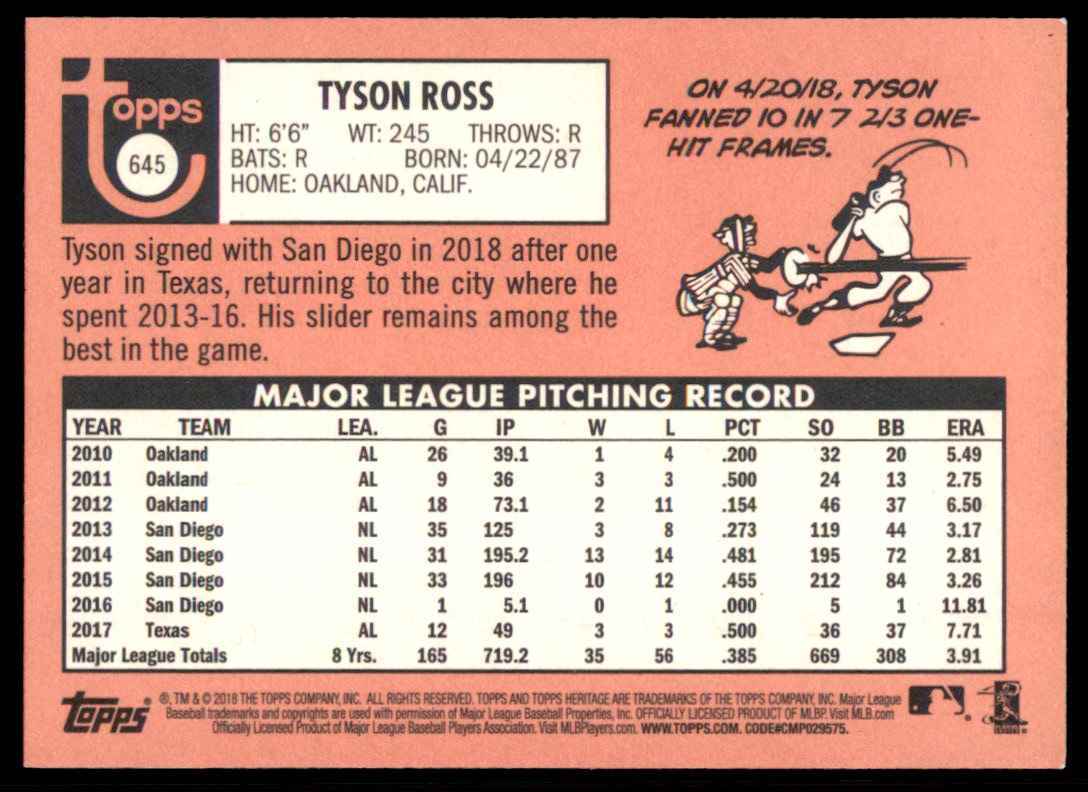 topps
645
TYSON ROSS
HT: 6'6" WT: 245 THROWS: R
BATS: R BORN: 04/22/87
HOME: OAKLAND, CALIF.
ON 4/20/18, TYSON
FANNED 10 IN 7 2/3 ONE-
HIT FRAMES.
Tyson signed with San Diego in 2018 after one
year in Texas, returning to the city where he
spent 2013-16. His slider remains among the
best in the game.
MAJOR LEAGUE PITCHING RECORD
YEAR TEAM LEA. G IP W L PCT SO BB ERA
2010 Oakland AL 26 39.1 1 4 .200 32 20 5.49
2011 Oakland AL 9 36 3 3 .500 24 13 2.75
2012 Oakland AL 18 73.1 2 11 .154 46 37 6.50
2013 San Diego NL 35 125 3 8 .273 119 44 3.17
2014 San Diego NL 31 195.2 13 14 .481 195 72 2.81
2015 San Diego NL 33 196 10 12 .455 212 84 3.26
2016 San Diego NL 1 5.1 0 1 .000 5 1 11.81
2017 Texas AL 12 49 3 3 .500 36 37 7.71
Major League Totals 8 Yrs. 165 719.2 35 56 .385 669 308 3.91
topps ®, TM & © 2018 THE TOPPS COMPANY, INC. ALL RIGHTS RESERVED. TOPPS AND TOPPS HERITAGE ARE TRADEMARKS OF THE TOPPS COMPANY, INC. Major League
Baseball trademarks and copyrights are used with permission of Major League Baseball Properties, Inc. OFFICIALLY LICENSED PRODUCT OF MLBP. Visit MLB.com
Officially Licensed Product of Major League Baseball Players Association. Visit MLBPlayers.com. WWW.TOPPS.COM. CODE#CMP029575.